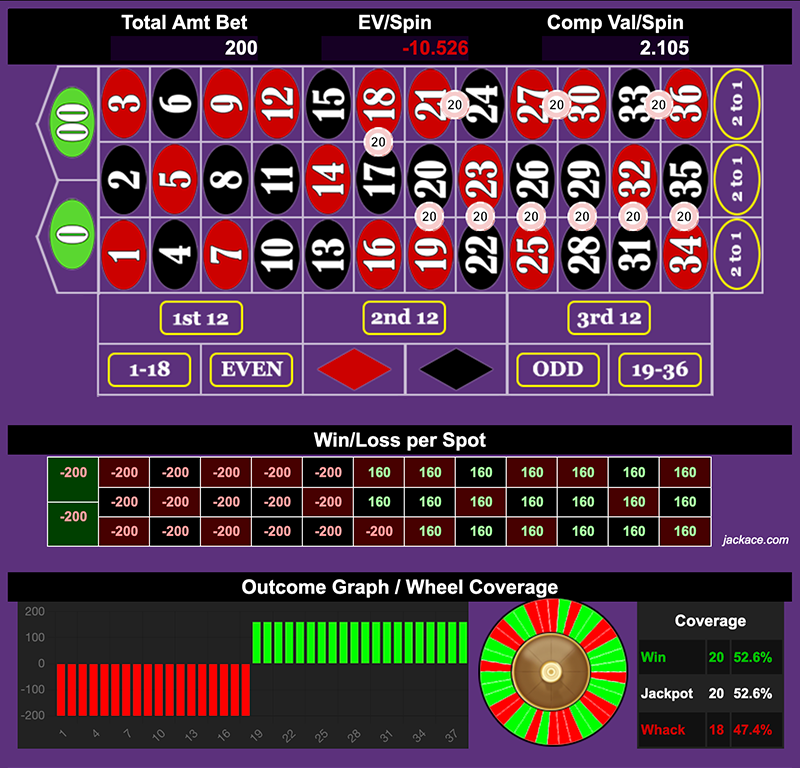 Total Amt Bet EV/Spin Comp Val/Spin
200 -10.526 2.105
00 3 6 9 12 15 18 21 20 24 27 20 30 33 20 36 2 to 1
20
0 2 5 8 11 14 17 20 23 26 29 32 35 2 to 1
20 20 20 20 20 20
1 4 7 10 13 16 19 22 25 28 31 34 2 to 1
1st 12 2nd 12 3rd 12
1-18 EVEN ODD 19-36
Win/Loss per Spot
-200 -200 -200 -200 -200 -200 160 160 160 160 160 160 160
-200 -200 -200 -200 -200 -200 160 160 160 160 160 160 160
-200 -200 -200 -200 -200 -200 160 160 160 160 160 160
jackace.com
Outcome Graph / Wheel Coverage
200
100
0
-100
-200
1 4 7 10 13 16 19 22 25 28 31 34 37
Coverage
Win 20 52.6%
Jackpot 20 52.6%
Whack 18 47.4%